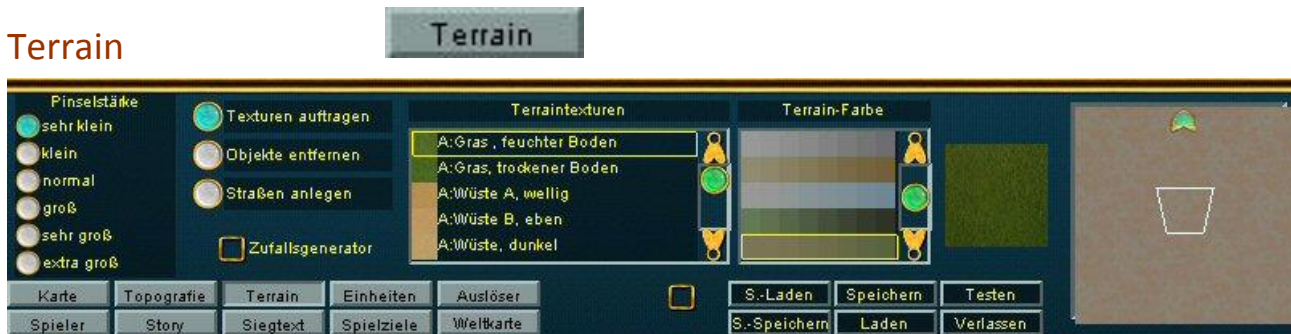 Terrain
Terrain
Pinselstärke
sehr klein
klein
normal
groß
sehr groß
extra groß
Texturen auftragen
Objekte entfernen
Straßen anlegen
Zufallsgenerator
Terraintexturen
A:Gras , feuchter Boden
A:Gras, trockener Boden
A:Wüste A, wellig
A:Wüste B, eben
A:Wüste, dunkel
Terrain-Farbe
Karte Topografie Terrain Einheiten Auslöser S.-Laden Speichern Testen
Spieler Story Siegtext Spielziele Weltkarte S.-Speichern Laden Verlassen